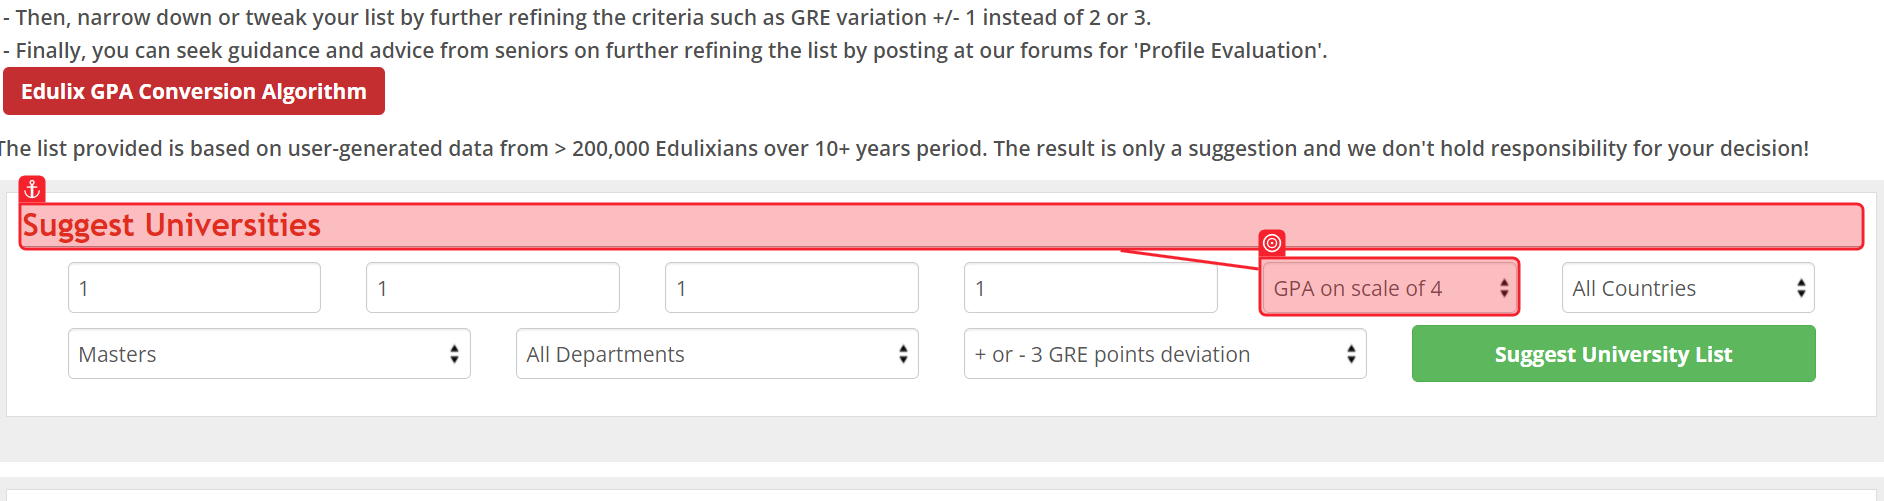 - Then, narrow down or tweak your list by further refining the criteria such as GRE variation +/- 1 instead of 2 or 3.
- Finally, you can seek guidance and advice from seniors on further refining the list by posting at our forums for 'Profile Evaluation'.
Edulix GPA Conversion Algorithm
The list provided is based on user-generated data from > 200,000 Edulixians over 10+ years period. The result is only a suggestion and we don't hold responsibility for your decision!
Suggest Universities
1 1 1 1 GPA on scale of 4 All Countries
Masters All Departments + or - 3 GRE points deviation Suggest University List